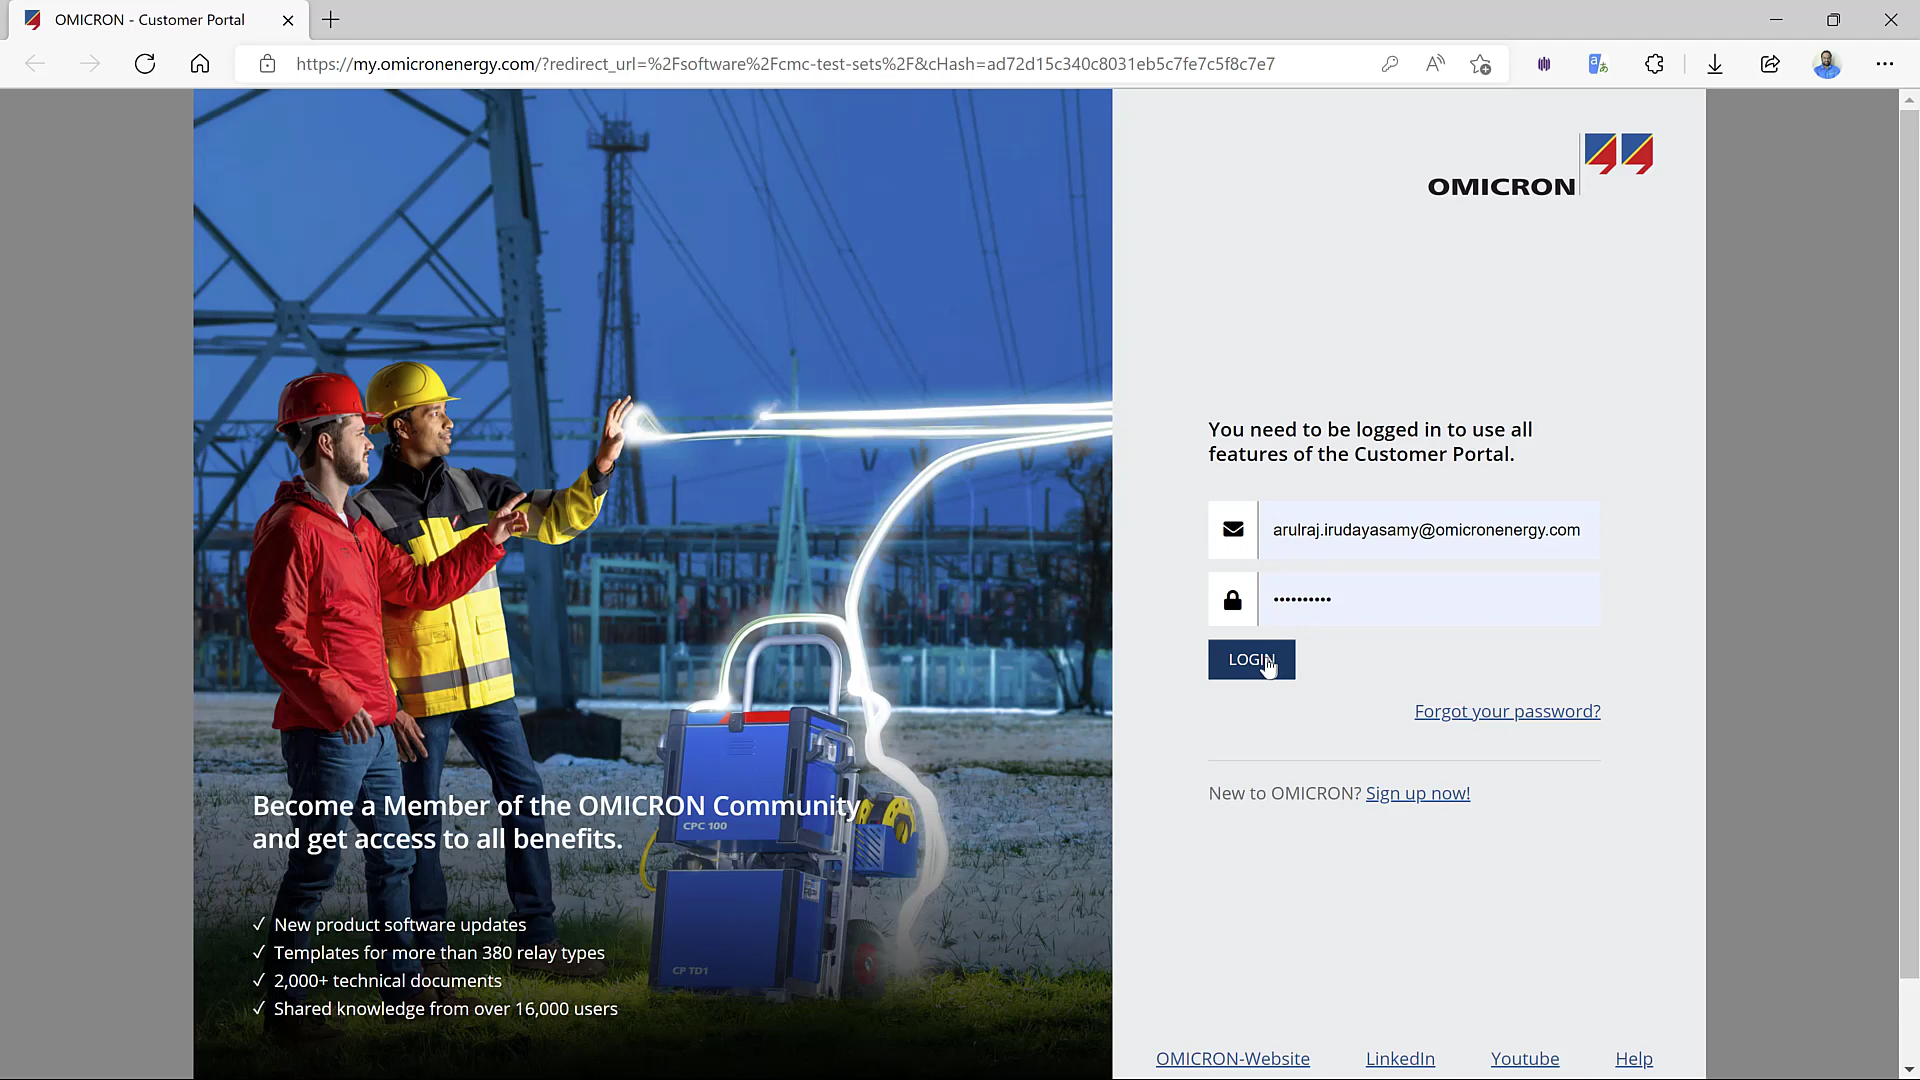 OMICRON - Customer Portal
https://my.omicronenergy.com/?redirect_url=%2Fsoftware%2Fcmc-test-sets%2F&cHash=ad72d15c340c8031eb5c7fe7c5f8c7e7
OMICRON
You need to be logged in to use all
features of the Customer Portal.
arulraj.irudayasamy@omicronenergy.com
••••••••••
LOGIN
Forgot your password?
New to OMICRON? Sign up now!
Become a Member of the OMICRON Community
and get access to all benefits.
CPC 100
✓ New product software updates
✓ Templates for more than 380 relay types
✓ 2,000+ technical documents
✓ Shared knowledge from over 16,000 users
CP TD1
OMICRON-Website LinkedIn Youtube Help